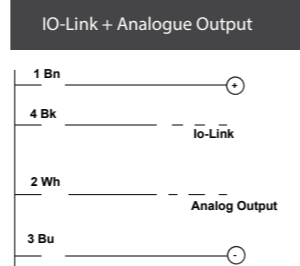 IO-Link + Analogue Output
1 Bn
+
4 Bk
Io-Link
2 Wh
Analog Output
3 Bu
-